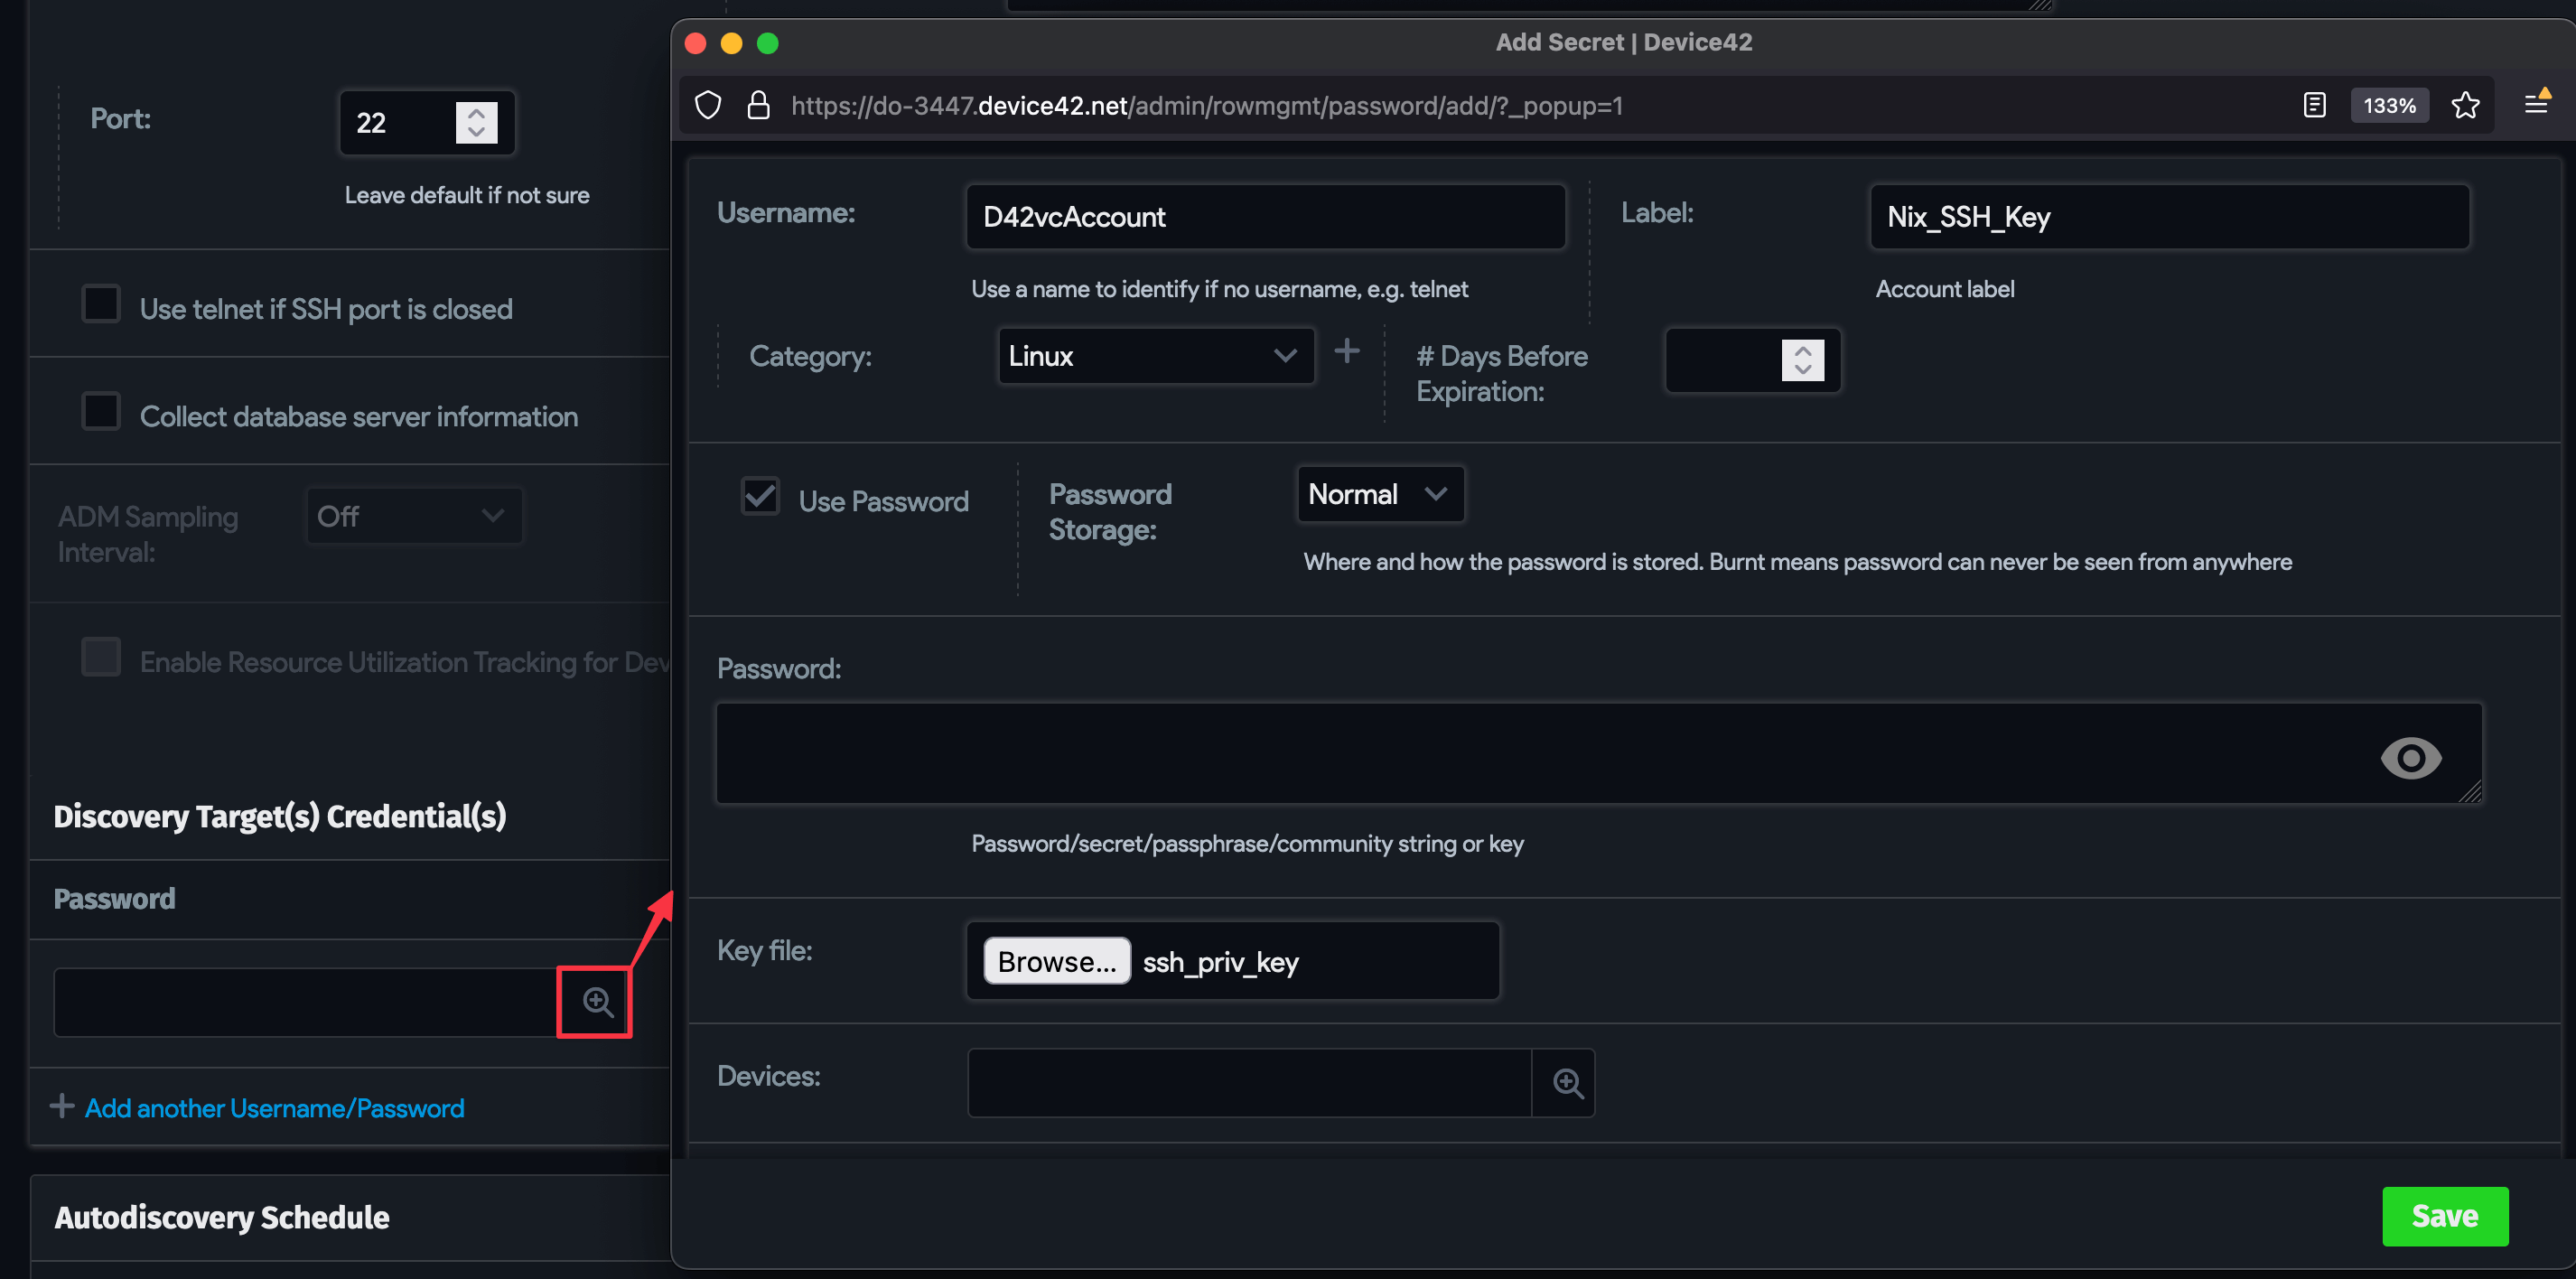 Port:
22
Leave default if not sure
Use telnet if SSH port is closed
Collect database server information
ADM Sampling
Interval:
Off
Enable Resource Utilization Tracking for Dev
Discovery Target(s) Credential(s)
Password
Add another Username/Password
Autodiscovery Schedule
Add Secret | Device42
https://do-3447.device42.net/admin/rowmgmt/password/add/?_popup=1
133%
Username:
D42vcAccount
Use a name to identify if no username, e.g. telnet
Label:
Nix_SSH_Key
Account label
Category:
Linux
# Days Before
Expiration:
Use Password
Password
Storage:
Normal
Where and how the password is stored. Burnt means password can never be seen from anywhere
Password:
Password/secret/passphrase/community string or key
Key file:
Browse... ssh_priv_key
Devices:
Save